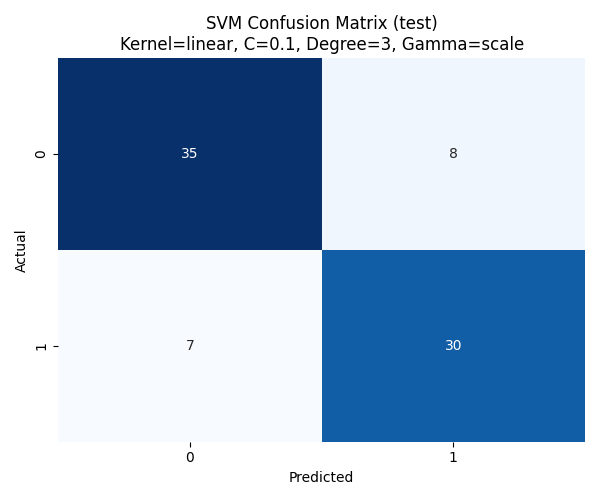 SVM Confusion Matrix (test)
Kernel=linear, C=0.1, Degree=3, Gamma=scale
0
35
8
Actual
1
7
30
0
1
Predicted